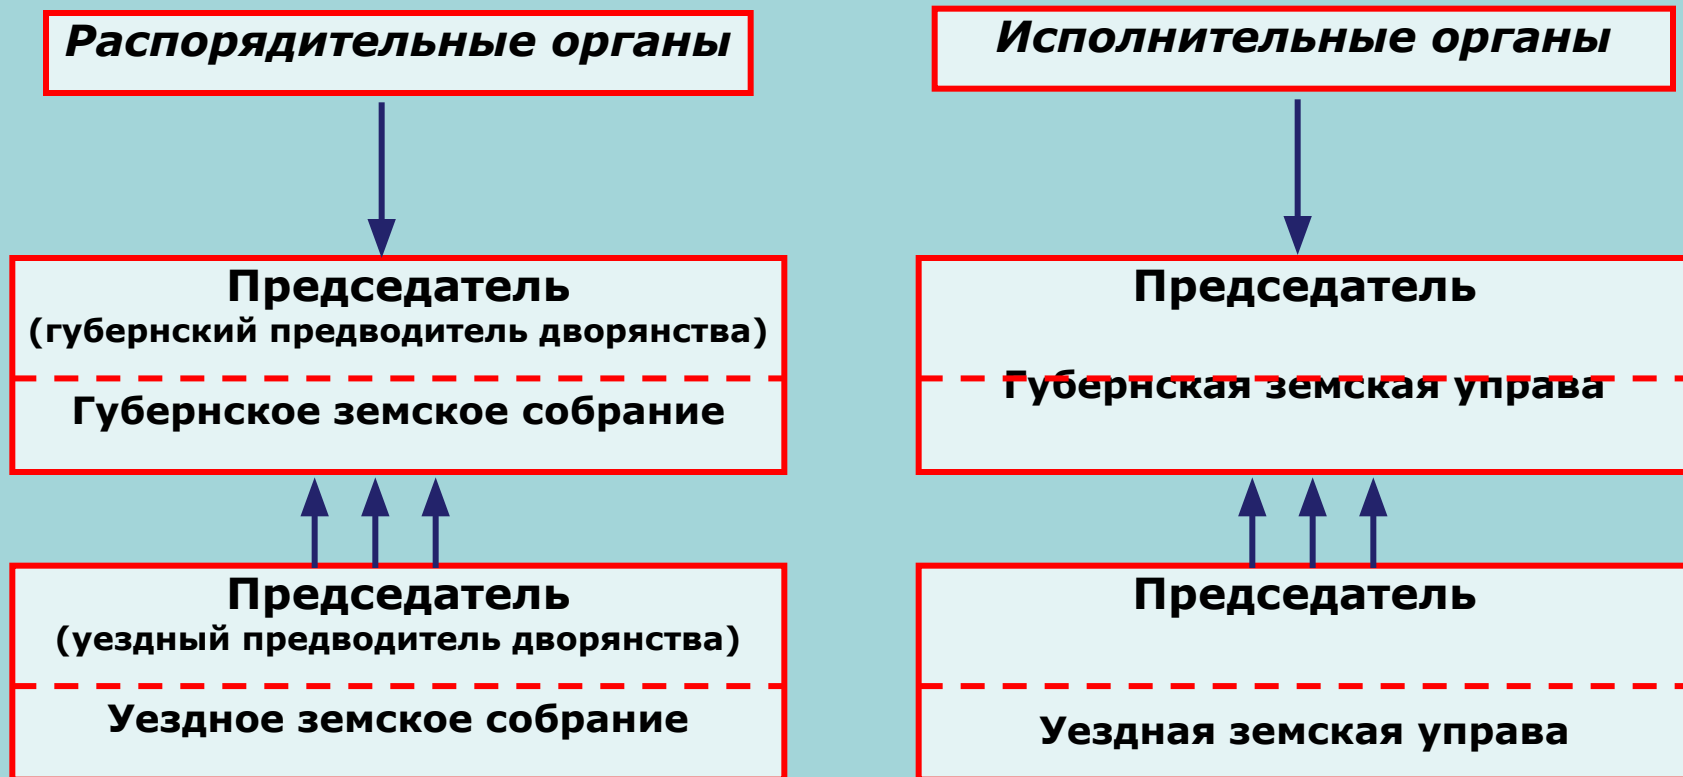 Распорядительные органы
Исполнительные органы
Председатель
(губернский предводитель дворянства)
Губернское земское собрание
Председатель
Губернская земская управа
Председатель
(уездный предводитель дворянства)
Уездное земское собрание
Председатель
Уездная земская управа